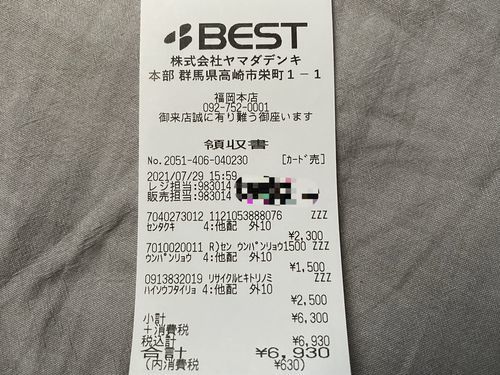 BEST
株式会社ヤマダデンキ
本部 群馬県高崎市栄町1-1
福岡本店
092-752-0001
御来店誠に有り難う御座います
領収書
No.2051-406-040230 [カード売]
2021/07/29 15:59
レジ担当:983014
販売担当:983014
7040273012 1121053888076 ZZZ
センタクキ 4:他配 外10
¥2,300
7010020011 R)セン ウンパンリョウ1500 ZZZ
ウンパンリョウ 4:他配 外10
¥1,500
0913832019 リサイクルヒキトリノミ ZZZ
ハイソウフタイリョ 4:他配 外10
¥2,500
小計 ¥6,300
+消費税
税込計 ¥6,930
合計 ¥6,930
(内消費税 ¥630)